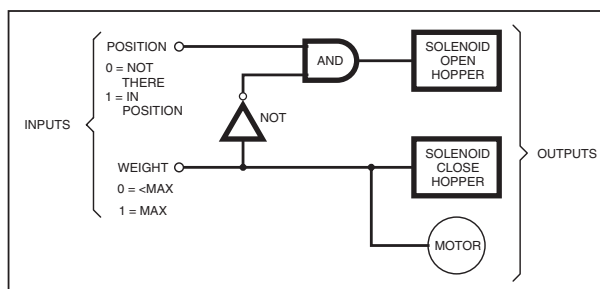 POSITION
0 = NOT
THERE
1 = IN
POSITION
INPUTS
WEIGHT
0 = <MAX
1 = MAX
NOT
AND
SOLENOID
OPEN
HOPPER
SOLENOID
CLOSE
HOPPER
MOTOR
OUTPUTS